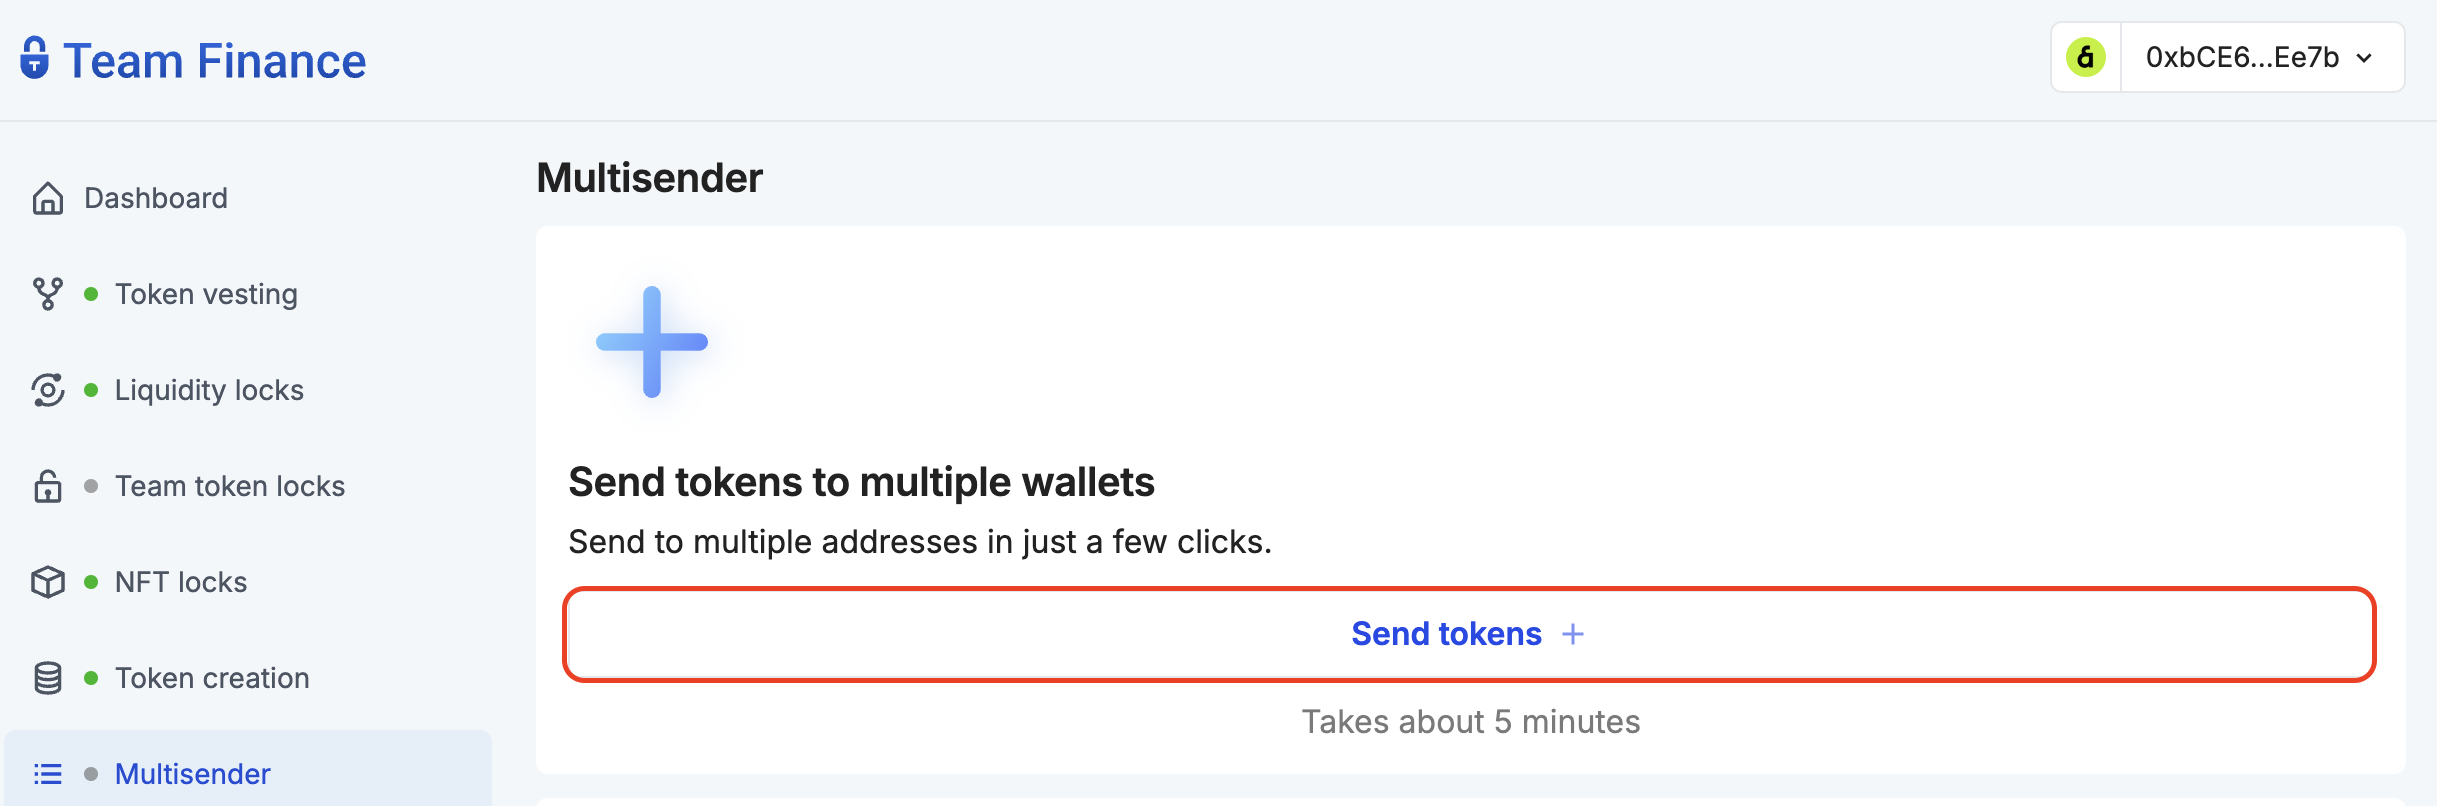 Team Finance
0xbCE6...Ee7b
Dashboard
Token vesting
Liquidity locks
Team token locks
NFT locks
Token creation
Multisender
Multisender
Send tokens to multiple wallets
Send to multiple addresses in just a few clicks.
Send tokens +
Takes about 5 minutes